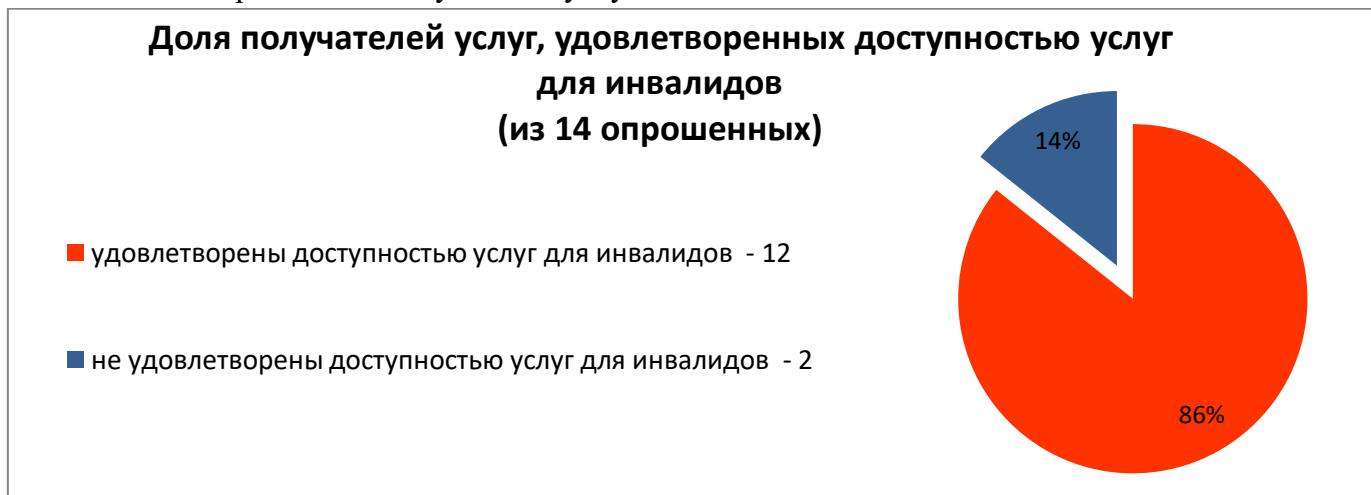 Доля получателей услуг, удовлетворенных доступностью услуг
для инвалидов
(из 14 опрошенных)
14%
удовлетворены доступностью услуг для инвалидов - 12
не удовлетворены доступностью услуг для инвалидов - 2
86%